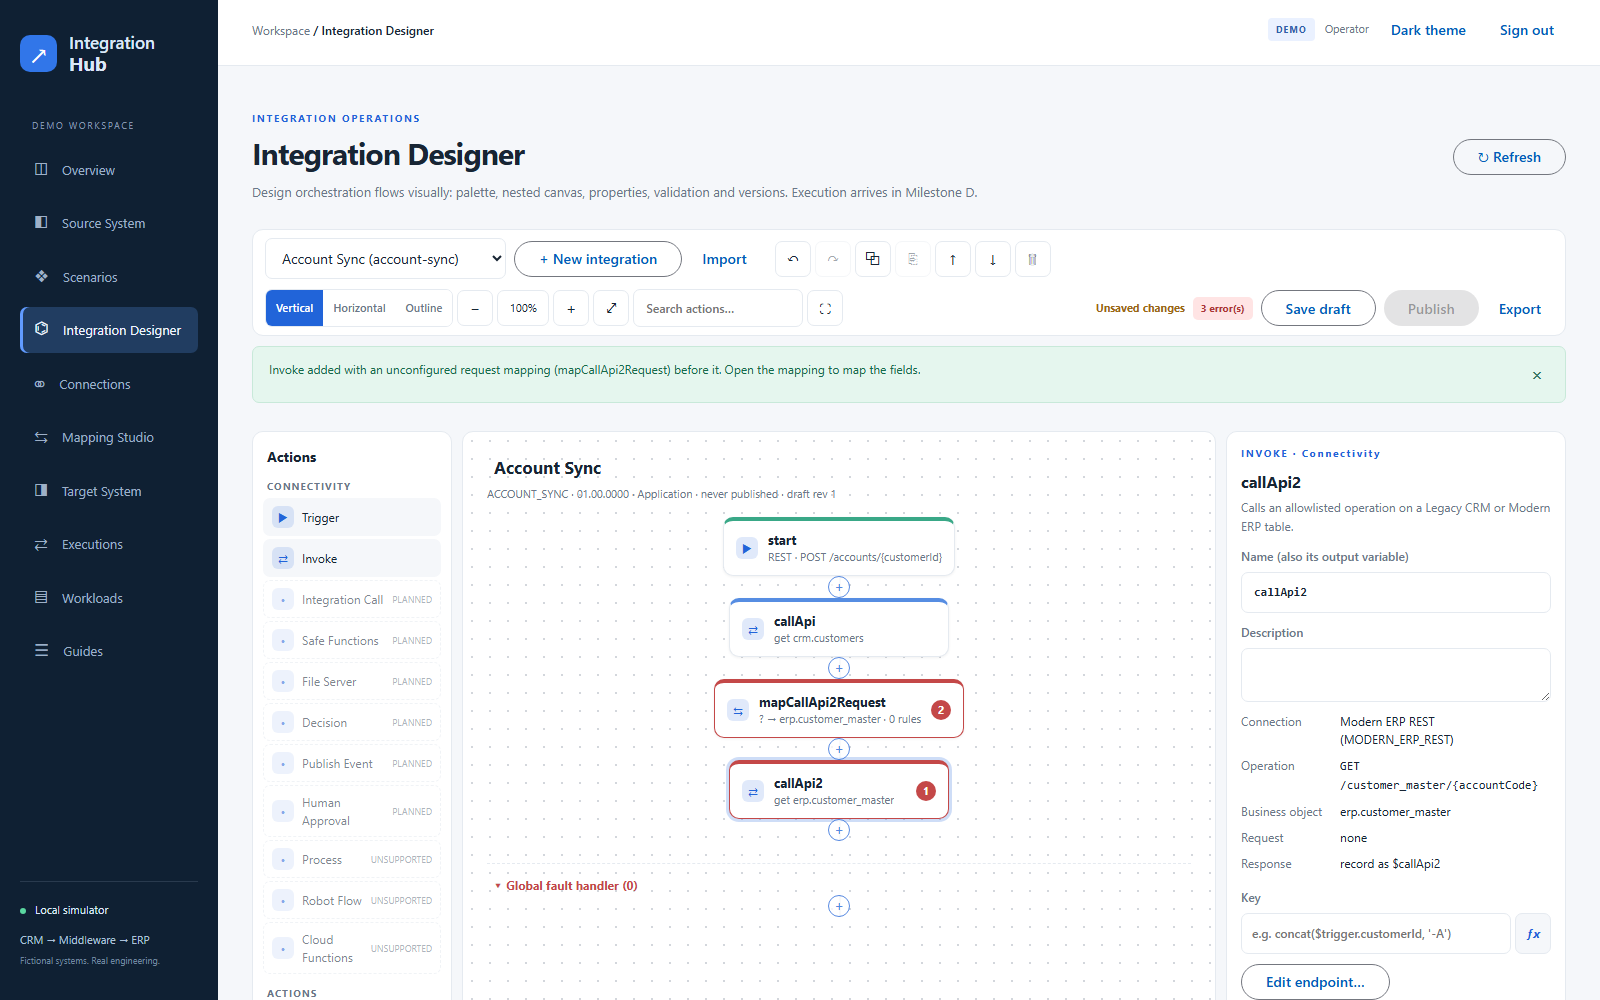 Integration
Hub
DEMO WORKSPACE
Overview
Source System
Scenarios
Integration Designer
Connections
Mapping Studio
Target System
Executions
Workloads
Guides
Local simulator
CRM → Middleware → ERP
Fictional systems. Real engineering.
Workspace / Integration Designer
DEMO Operator Dark theme Sign out
INTEGRATION OPERATIONS
Integration Designer
↻ Refresh
Design orchestration flows visually: palette, nested canvas, properties, validation and versions. Execution arrives in Milestone D.
Account Sync (account-sync) + New integration Import
Vertical Horizontal Outline − 100% + Search actions...
Unsaved changes 3 error(s) Save draft Publish Export
Invoke added with an unconfigured request mapping (mapCallApi2Request) before it. Open the mapping to map the fields. ×
Actions
CONNECTIVITY
Trigger
Invoke
Integration Call PLANNED
Safe Functions PLANNED
File Server PLANNED
Decision PLANNED
Publish Event PLANNED
Human
Approval PLANNED
Process UNSUPPORTED
Robot Flow UNSUPPORTED
Cloud
Functions UNSUPPORTED
ACTIONS
Account Sync
ACCOUNT_SYNC · 01.00.0000 · Application · never published · draft rev 1
start
REST · POST /accounts/{customerId}
+
callApi
get crm.customers
+
mapCallApi2Request 2
? → erp.customer_master · 0 rules
+
callApi2 1
get erp.customer_master
+
▾ Global fault handler (0)
+
INVOKE · Connectivity
callApi2
Calls an allowlisted operation on a Legacy CRM or Modern
ERP table.
Name (also its output variable)
callApi2
Description
Connection Modern ERP REST
(MODERN_ERP_REST)
Operation GET
/customer_master/{accountCode}
Business object erp.customer_master
Request none
Response record as $callApi2
Key
e.g. concat($trigger.customerId, '-A') ƒx
Edit endpoint...